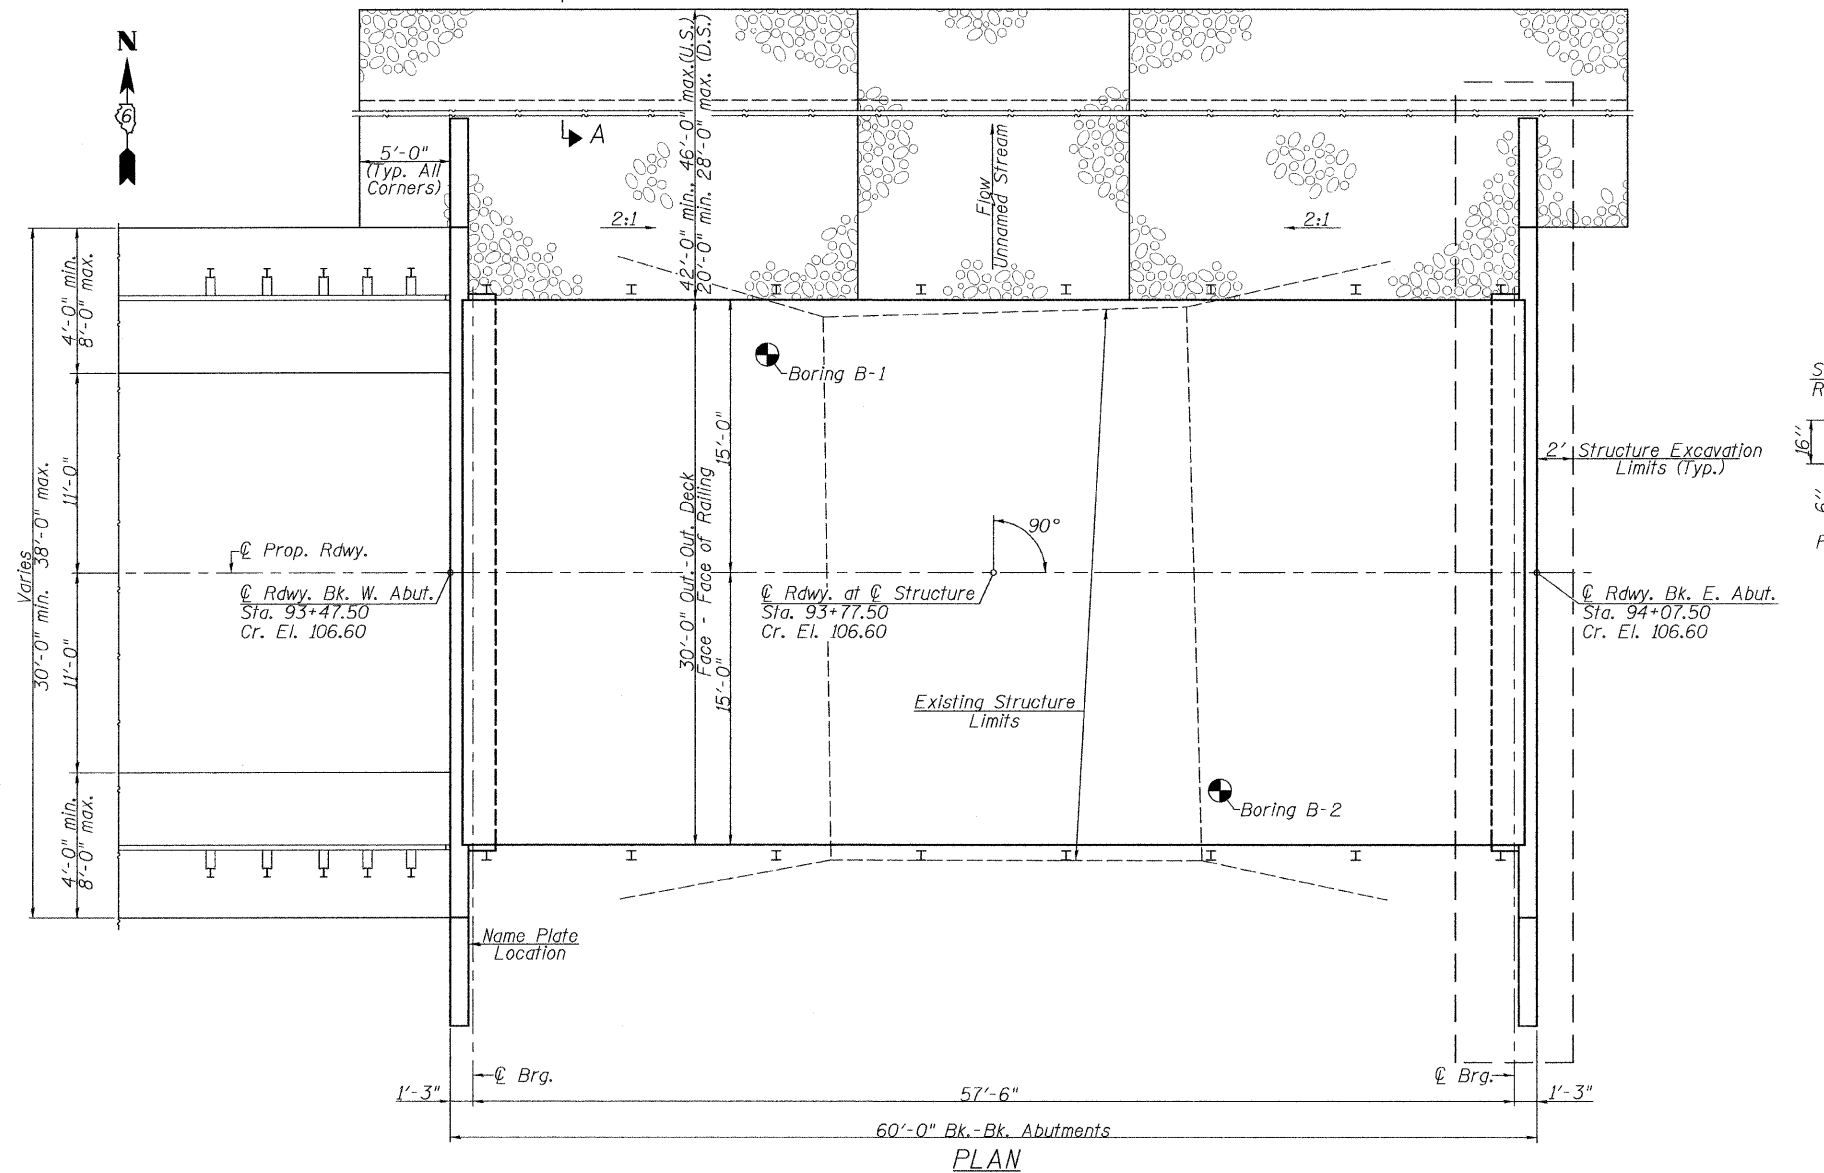 N
6
5'-0"
(Typ. All
Corners)
A
2:1
42'-0" min., 46'-0" max.(U.S.)
20'-0" min. 28'-0" max. (D.S.)
Flow
Unnamed Stream
2:1
4'-0" min.
8'-0" max.
11'-0"
Varies
30'-0" min. 38'-0" max.
11'-0"
4'-0" min.
8'-0" max.
Boring B-1
15'-0"
30'-0" Out.-Out. Deck
Face - Face of Railing
15'-0"
90°
2' Structure Excavation
Limits (Typ.)
16"
6"
℄ Prop. Rdwy.
℄ Rdwy. Bk. W. Abut.
Sta. 93+47.50
Cr. El. 106.60
℄ Rdwy. at ℄ Structure
Sta. 93+77.50
Cr. El. 106.60
℄ Rdwy. Bk. E. Abut.
Sta. 94+07.50
Cr. El. 106.60
Existing Structure
Limits
Boring B-2
Name Plate
Location
℄ Brg.
℄ Brg.
1'-3"
57'-6"
1'-3"
60'-0" Bk.-Bk. Abutments
PLAN